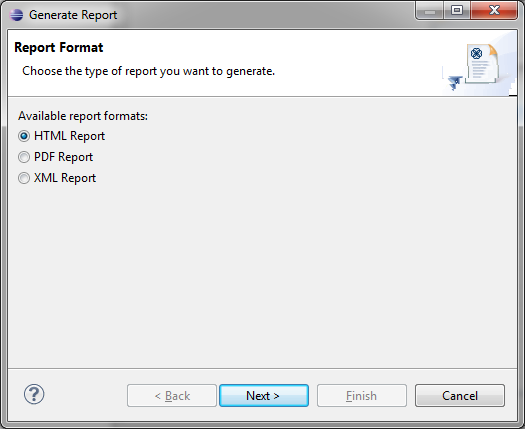 Generate Report
Report Format
Choose the type of report you want to generate.
Available report formats:
HTML Report
PDF Report
XML Report
< Back
Next >
Finish
Cancel